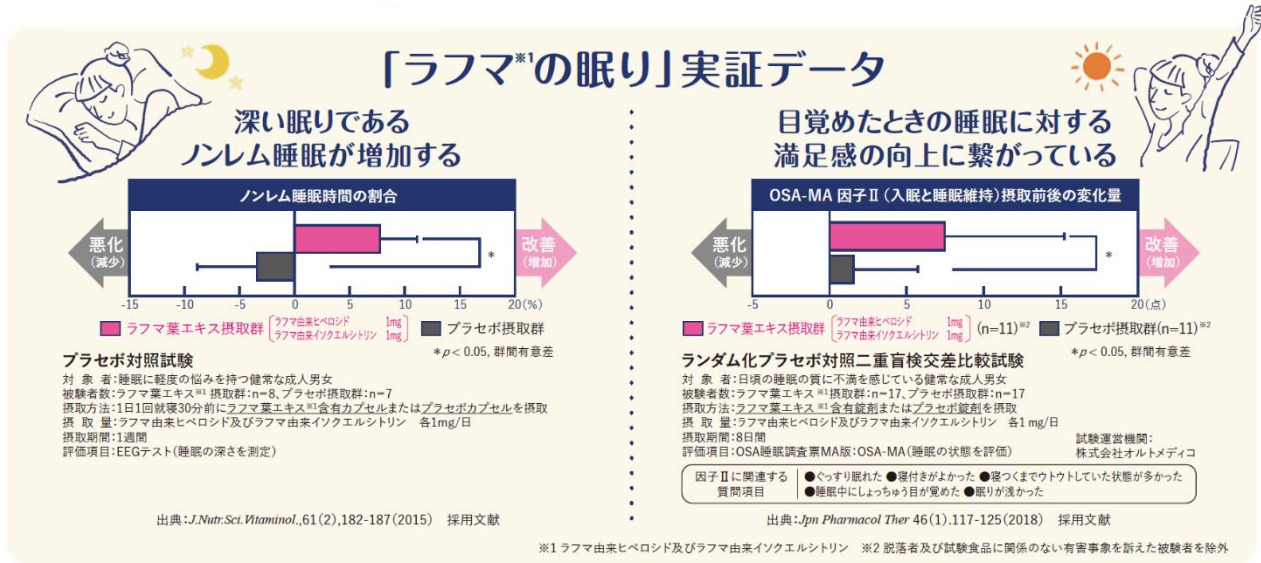 「ラフマ※1の眠り」実証データ
深い眠りである
ノンレム睡眠が増加する
ノンレム睡眠時間の割合
悪化
(減少)
改善
(増加)
*
-15 -10 -5 0 5 10 15 20(%)
ラフマ葉エキス摂取群 ラフマ由来ヒペロシド 1mg
ラフマ由来イソクエルシトリン 1mg
プラセボ摂取群
*p< 0.05, 群間有意差
プラセボ対照試験
対 象 者:睡眠に軽度の悩みを持つ健常な成人男女
被験者数:ラフマ葉エキス※1摂取群:n=8、プラセボ摂取群:n=7
摂取方法:1日1回就寝30分前にラフマ葉エキス※1含有カプセルまたはプラセボカプセルを摂取
摂 取 量:ラフマ由来ヒペロシド及びラフマ由来イソクエルシトリン 各1mg/日
摂取期間:1週間
評価項目:EEGテスト(睡眠の深さを測定)
出典:J.Nutr.Sci.Vitaminol.,61(2),182-187(2015) 採用文献
目覚めたときの睡眠に対する
満足感の向上に繋がっている
OSA-MA 因子Ⅱ(入眠と睡眠維持)摂取前後の変化量
悪化
(減少)
改善
(増加)
*
-5 0 5 10 15 20(点)
ラフマ葉エキス摂取群 ラフマ由来ヒペロシド 1mg
ラフマ由来イソクエルシトリン 1mg
(n=11)※2 プラセボ摂取群(n=11)※2
*p< 0.05, 群間有意差
ランダム化プラセボ対照二重盲検交差比較試験
対 象 者:日頃の睡眠の質に不満を感じている健常な成人男女
被験者数:ラフマ葉エキス※1摂取群:n=17、プラセボ摂取群:n=17
摂取方法:ラフマ葉エキス※1含有錠剤またはプラセボ錠剤を摂取
摂 取 量:ラフマ由来ヒペロシド及びラフマ由来イソクエルシトリン 各1 mg/日
摂取期間:8日間
評価項目:OSA睡眠調査票MA版:OSA-MA(睡眠の状態を評価)
試験運営機関:
株式会社オルトメディコ
因子Ⅱに関連する
質問項目
●ぐっすり眠れた ●寝付きがよかった ●寝つくまでウトウトしていた状態が多かった
●睡眠中にしょっちゅう目が覚めた ●眠りが浅かった
出典:Jpn Pharmacol Ther 46(1).117-125(2018) 採用文献
※1 ラフマ由来ヒペロシド及びラフマ由来イソクエルシトリン ※2 脱落者及び試験食品に関係のない有害事象を訴えた被験者を除外